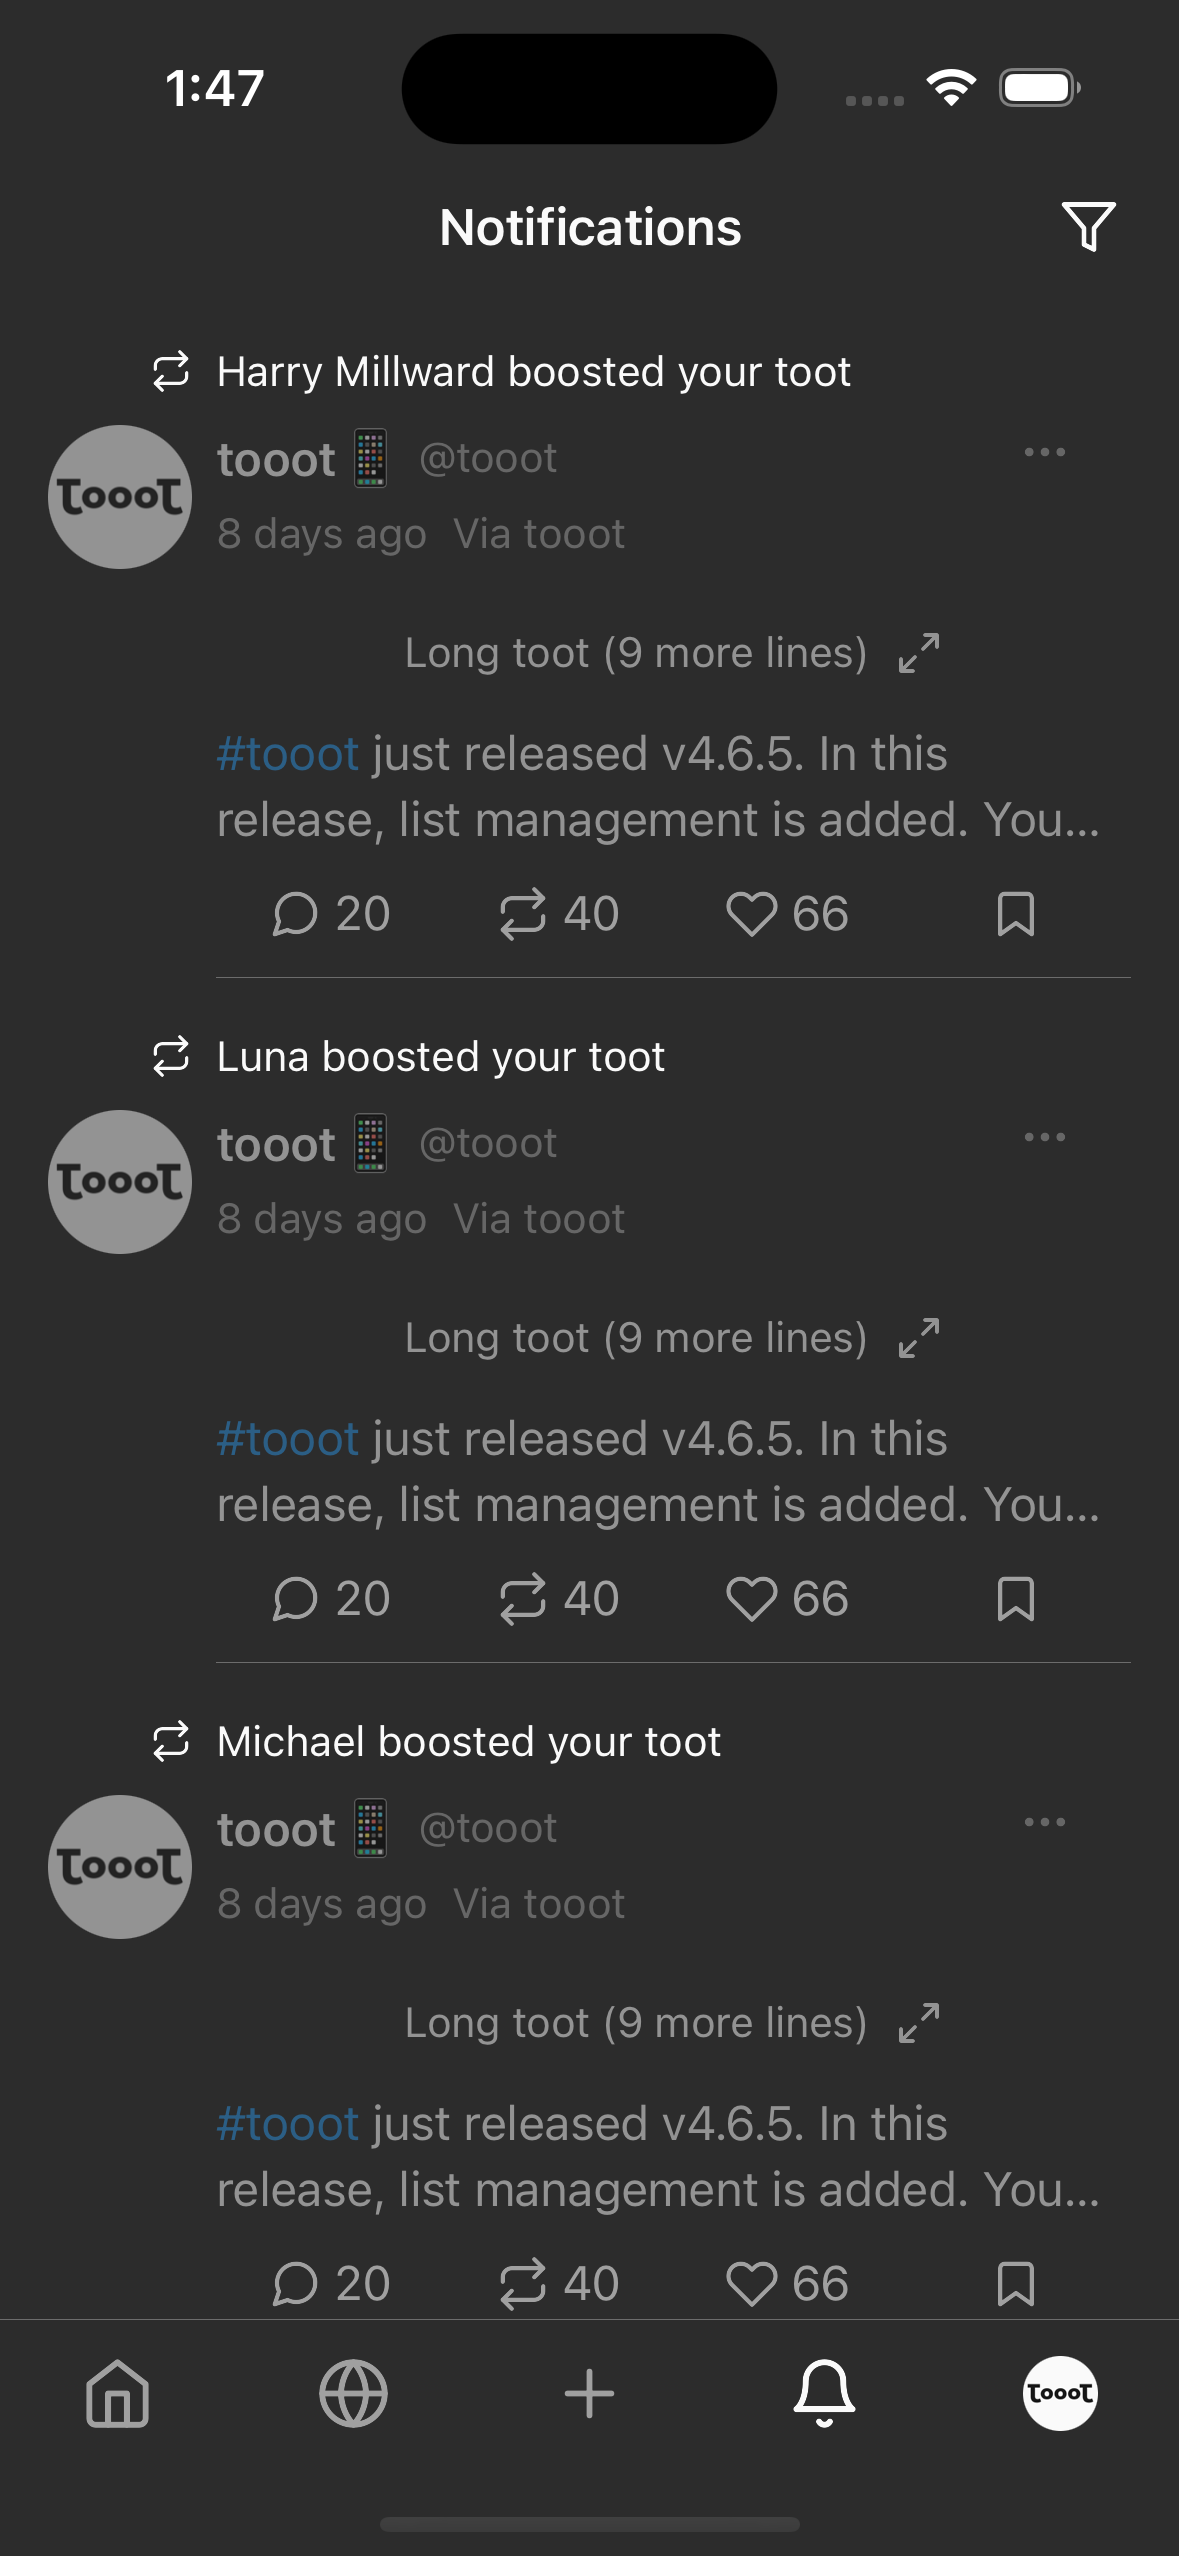 1:47
Notifications
Harry Millward boosted your toot
tooot
tooot📱 @tooot
8 days ago Via tooot
Long toot (9 more lines)
#tooot just released v4.6.5. In this
release, list management is added. You...
20 40 66
Luna boosted your toot
tooot
tooot📱 @tooot
8 days ago Via tooot
Long toot (9 more lines)
#tooot just released v4.6.5. In this
release, list management is added. You...
20 40 66
Michael boosted your toot
tooot
tooot📱 @tooot
8 days ago Via tooot
Long toot (9 more lines)
#tooot just released v4.6.5. In this
release, list management is added. You...
20 40 66
tooot